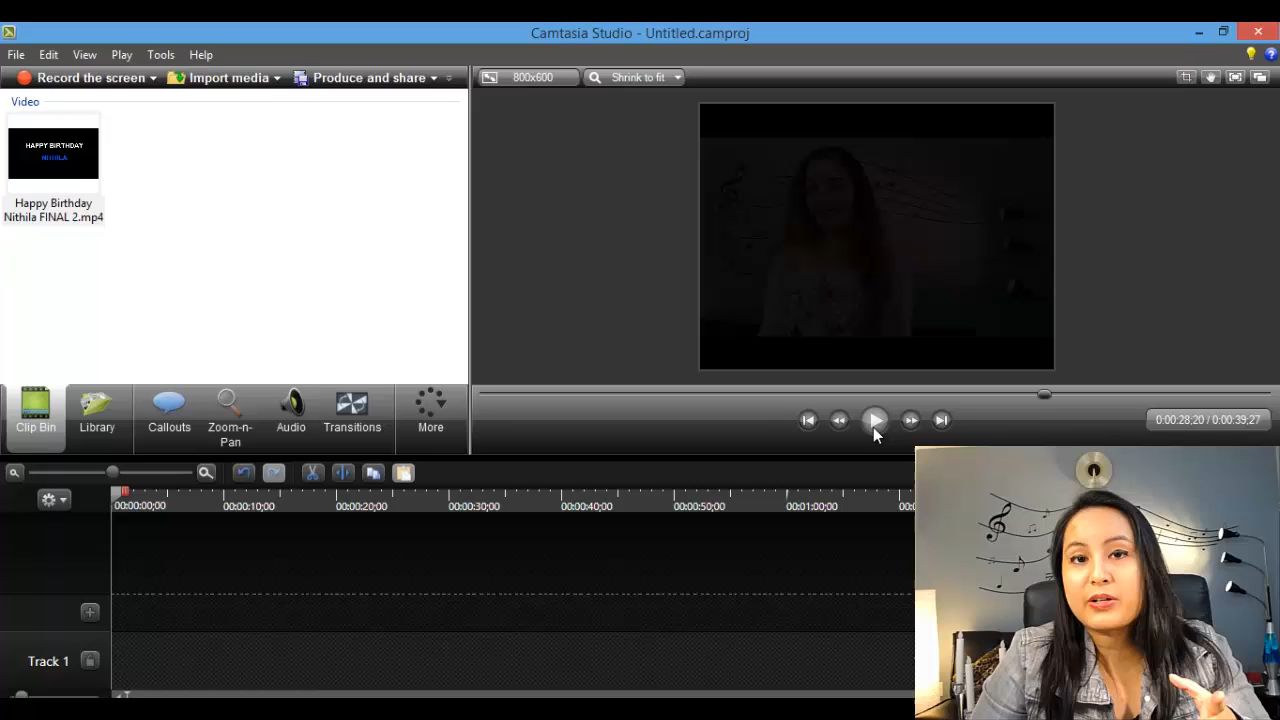 Camtasia Studio - Untitled.camproj
File Edit View Play Tools Help
Record the screen Import media Produce and share
800x600 Shrink to fit
Video
HAPPY BIRTHDAY
NITHILA
Happy Birthday
Nithila FINAL 2.mp4
0:00:28;20 / 0:00:39;27
Clip Bin Library Callouts Zoom-n-
Pan Audio Transitions More
00:00:00;00 00:00:10;00 00:00:20;00 00:00:30;00 00:00:40;00 00:00:50;00 00:01:00;00
Track 1